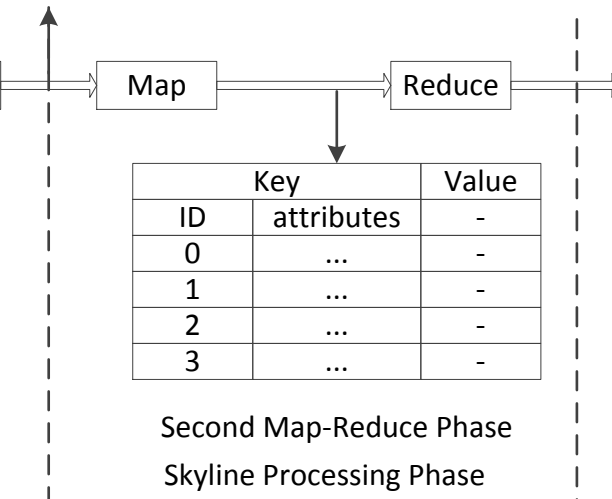 Map Reduce
Key Value
ID attributes -
0 ... -
1 ... -
2 ... -
3 ... -
Second Map-Reduce Phase
Skyline Processing Phase